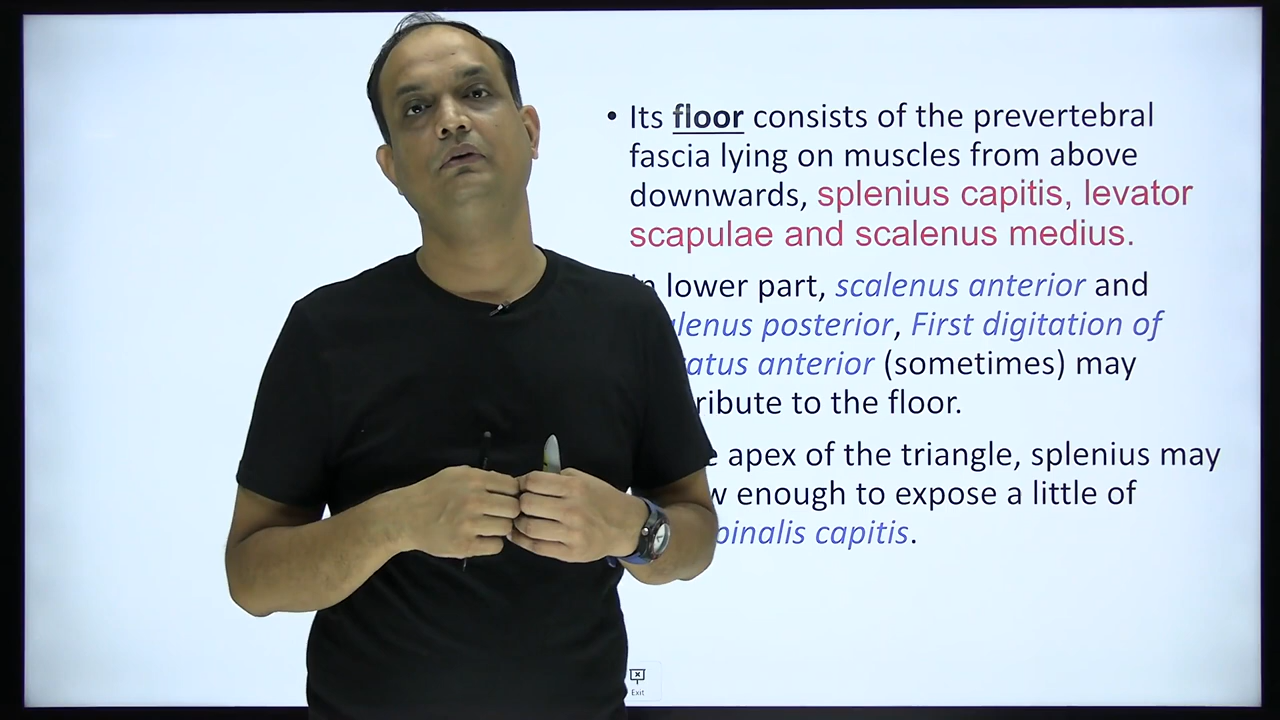 • Its floor consists of the prevertebral
fascia lying on muscles from above
downwards, splenius capitis, levator
scapulae and scalenus medius.
lower part, scalenus anterior and
posterior, First digitation of
anterior (sometimes) may
to the floor.
apex of the triangle, splenius may
enough to expose a little of
capitis.
Exit